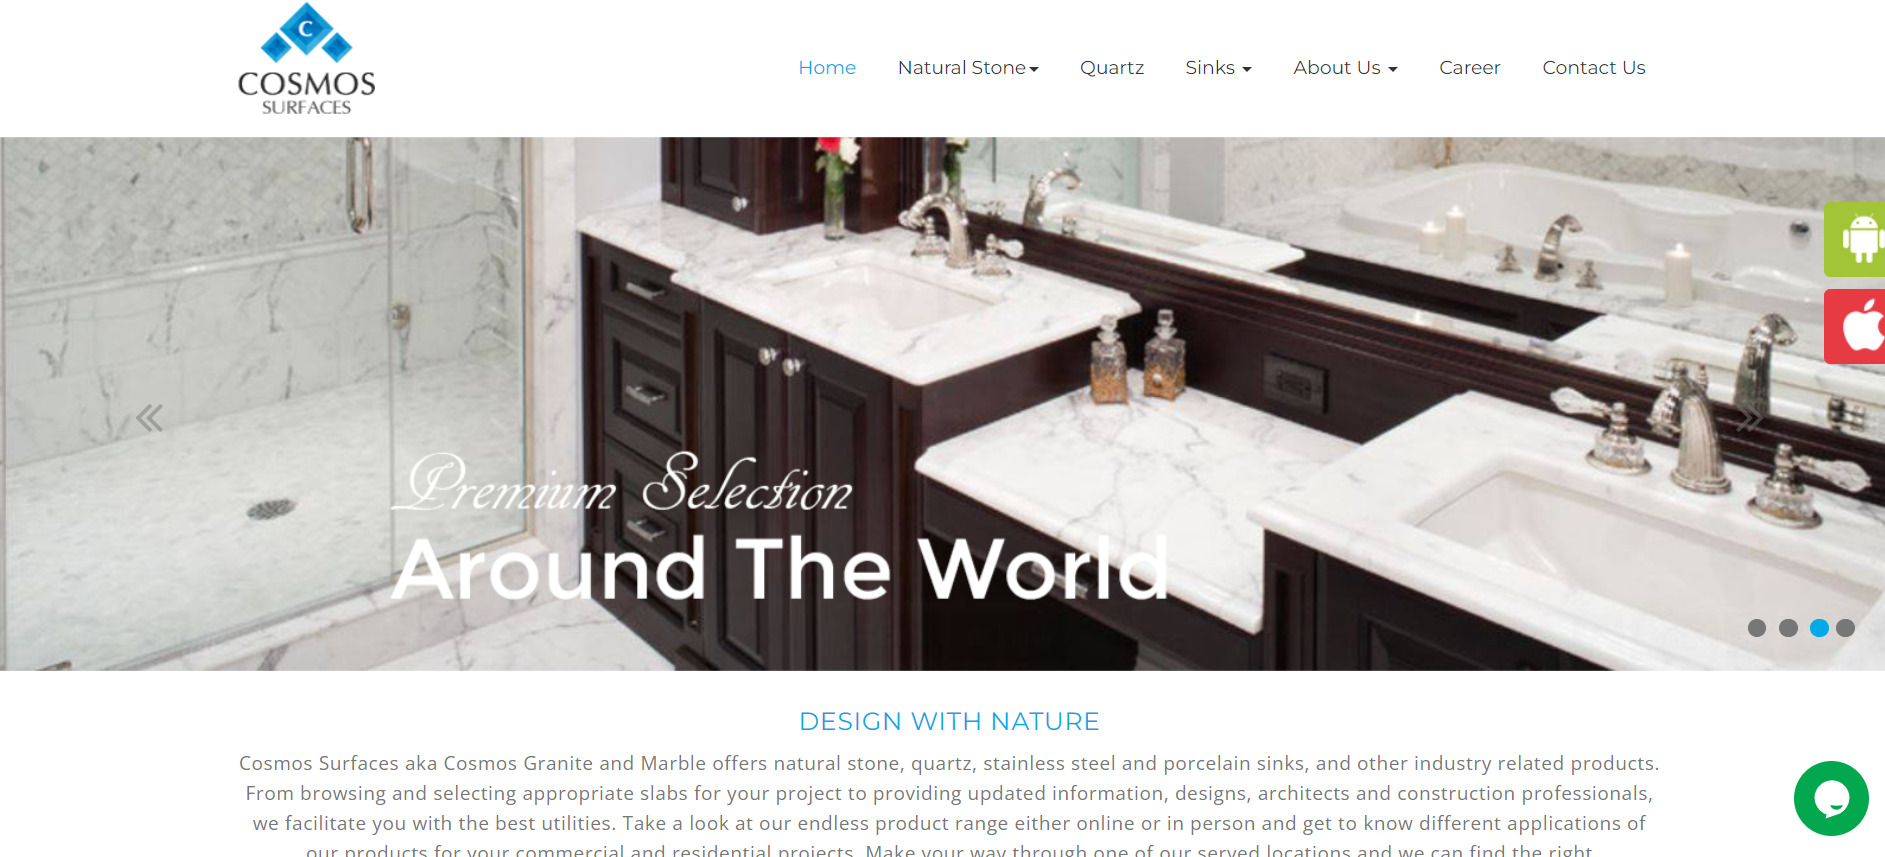 C
COSMOS
SURFACES
Home Natural Stone Quartz Sinks About Us Career Contact Us
Premium Selection
Around The World
DESIGN WITH NATURE
Cosmos Surfaces aka Cosmos Granite and Marble offers natural stone, quartz, stainless steel and porcelain sinks, and other industry related products.
From browsing and selecting appropriate slabs for your project to providing updated information, designs, architects and construction professionals,
we facilitate you with the best utilities. Take a look at our endless product range either online or in person and get to know different applications of
our products for your commercial and residential projects. Make your way through one of our served locations and we can find the right